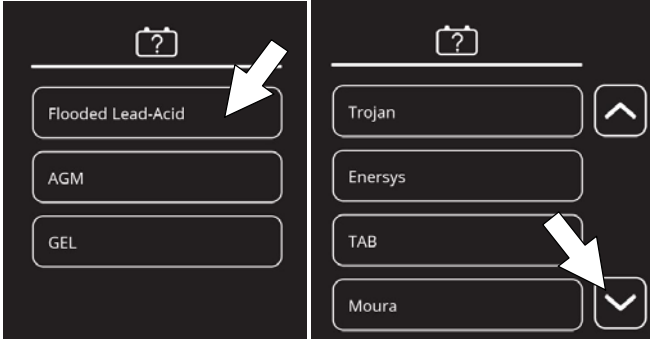 Flooded Lead-Acid
AGM
GEL
Trojan
Enersys
TAB
Moura